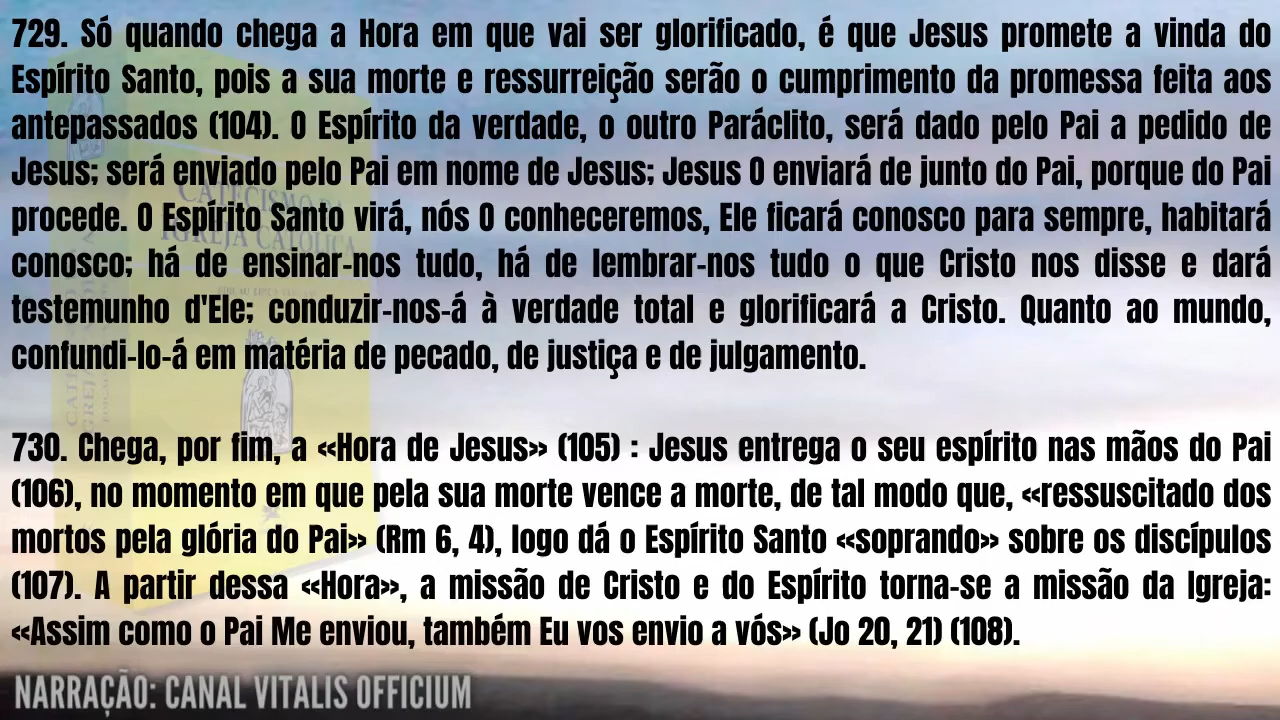 729. Só quando chega a Hora em que vai ser glorificado, é que Jesus promete a vinda do
Espírito Santo, pois a sua morte e ressurreição serão o cumprimento da promessa feita aos
antepassados (104). O Espírito da verdade, o outro Paráclito, será dado pelo Pai a pedido de
Jesus; será enviado pelo Pai em nome de Jesus; Jesus O enviará de junto do Pai, porque do Pai
procede. O Espírito Santo virá, nós O conheceremos, Ele ficará conosco para sempre, habitará
conosco; há de ensinar-nos tudo, há de lembrar-nos tudo o que Cristo nos disse e dará
testemunho d'Ele; conduzir-nos-á à verdade total e glorificará a Cristo. Quanto ao mundo,
confundi-lo-á em matéria de pecado, de justiça e de julgamento.
730. Chega, por fim, a «Hora de Jesus» (105) : Jesus entrega o seu espírito nas mãos do Pai
(106), no momento em que pela sua morte vence a morte, de tal modo que, «ressuscitado dos
mortos pela glória do Pai» (Rm 6, 4), logo dá o Espírito Santo «soprando» sobre os discípulos
(107). A partir dessa «Hora», a missão de Cristo e do Espírito torna-se a missão da Igreja:
«Assim como o Pai Me enviou, também Eu vos envio a vós» (Jo 20, 21) (108).
NARRAÇÃO: CANAL VITALIS OFFICIUM
CATECISMO DA
IGREJA CATÓLICA